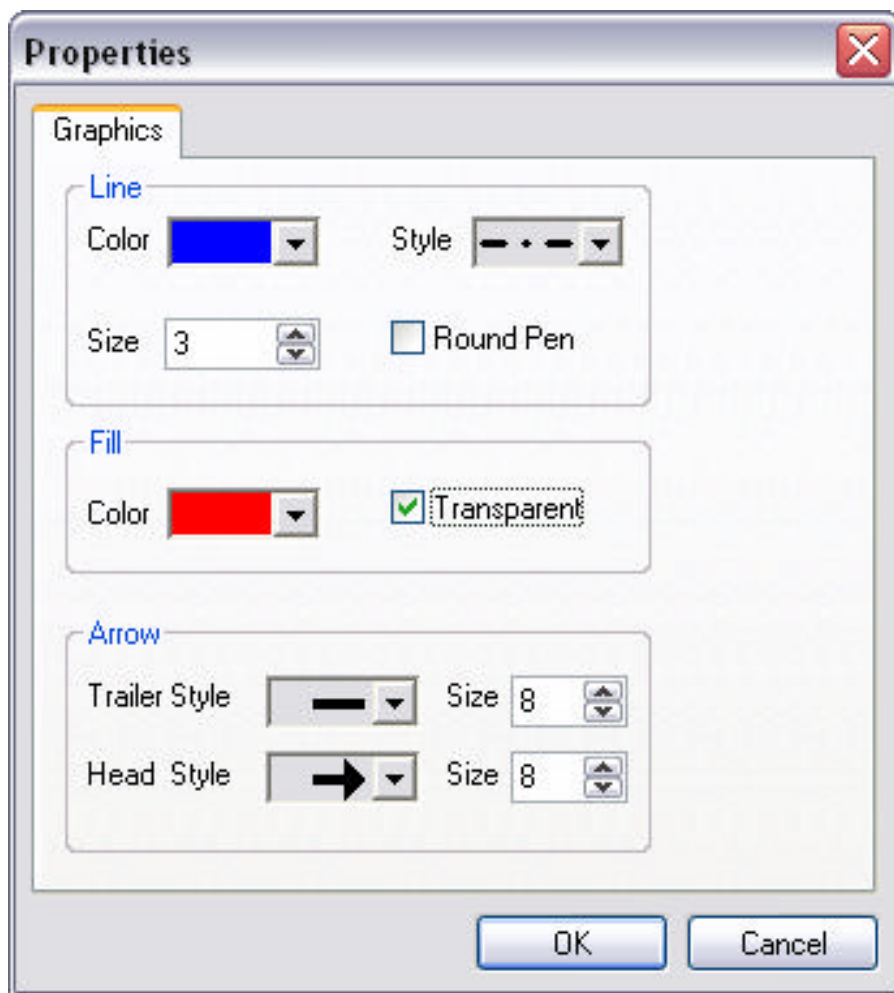 Properties
Graphics
Line
Color Style
Size 3 Round Pen
Fill
Color Transparent
Arrow
Trailer Style Size 8
Head Style Size 8
OK Cancel